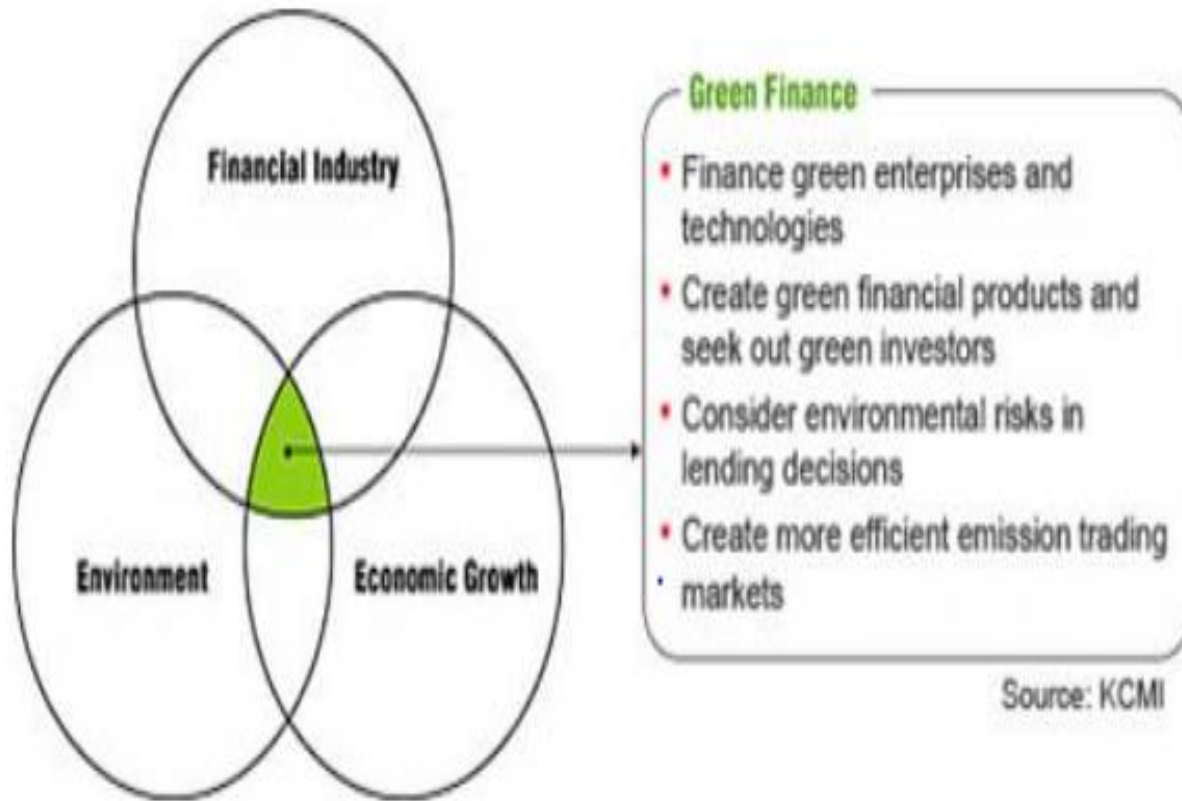 Financial Industry
Environment
Economic Growth
Green Finance
▪ Finance green enterprises and
technologies
▪ Create green financial products and
seek out green investors
▪ Consider environmental risks in
lending decisions
▪ Create more efficient emission trading
markets
Source: KCMI